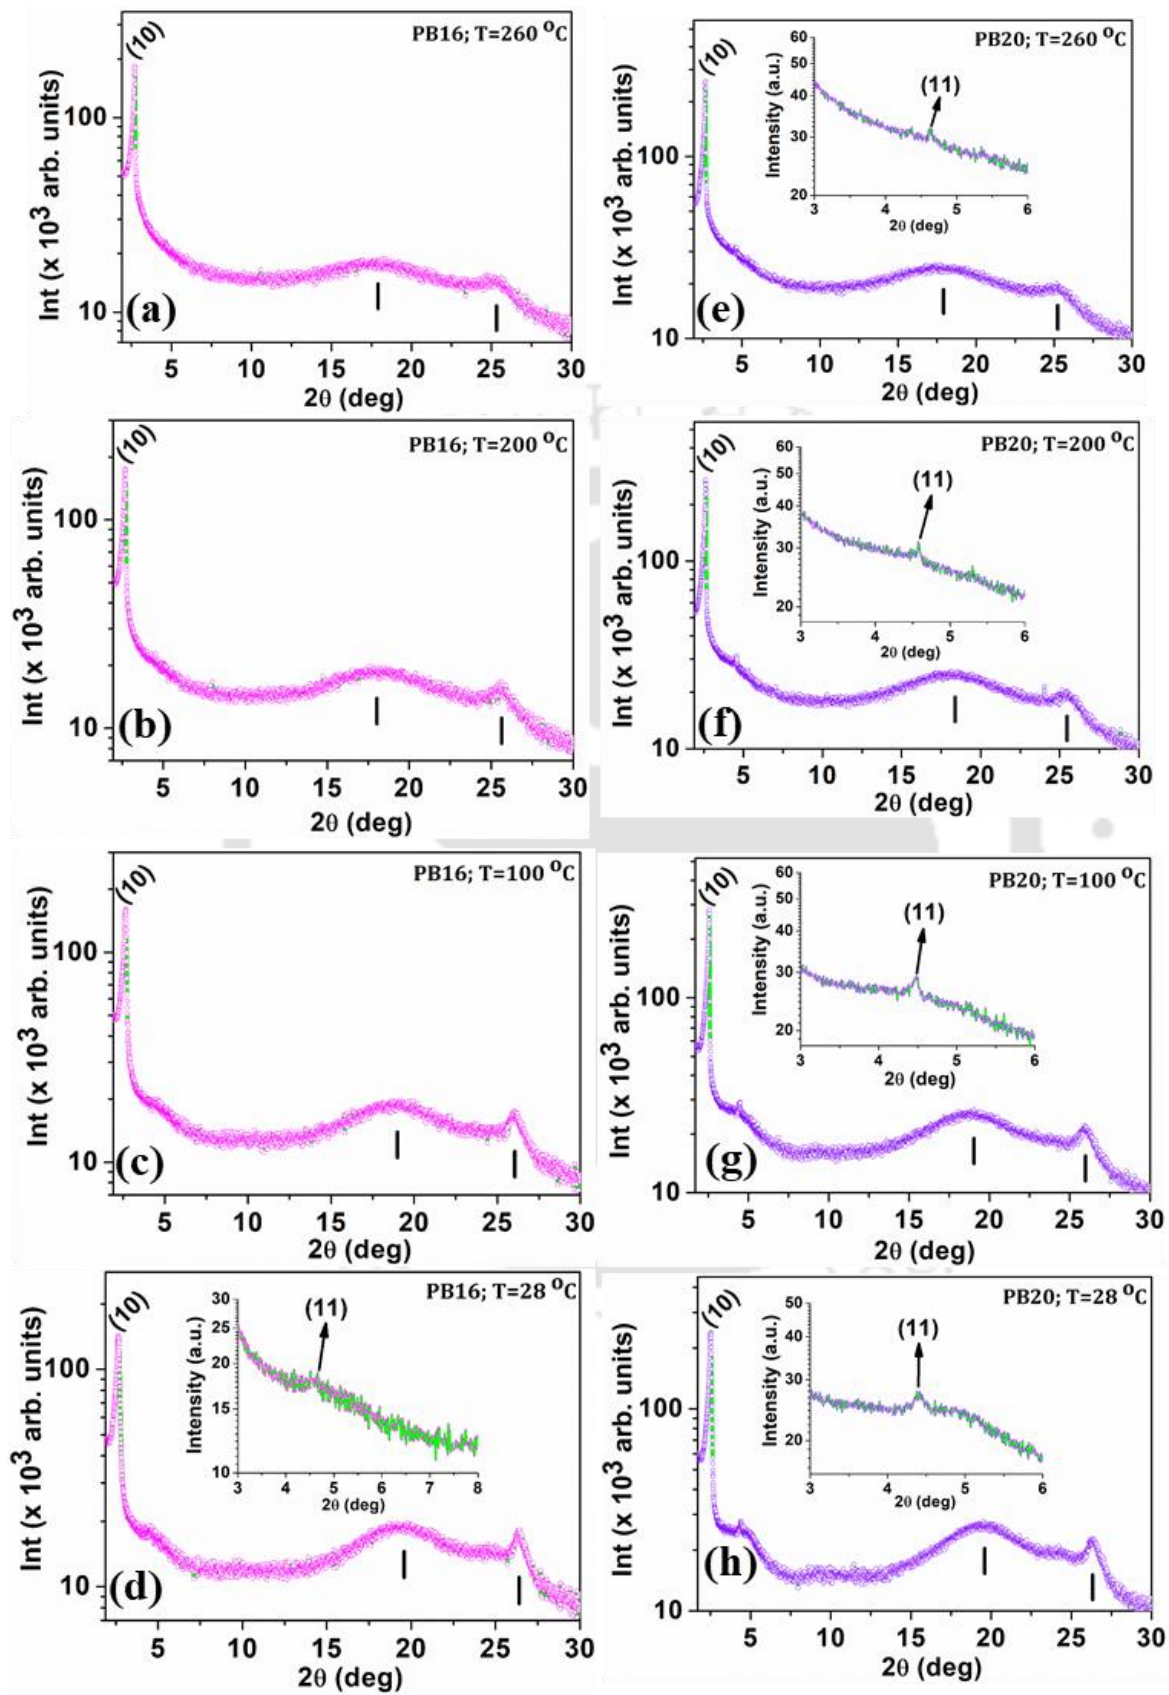 (10)
PB16; T=260 ⁰C
Int (x 10³ arb. units)
100
10
(a)
5 10 15 20 25 30
2θ (deg)
(10)
PB20; T=260 ⁰C
Int (x 10³ arb. units)
100
10
Intensity (a.u.)
60
50
40
30
20
(11)
3 4 5 6
2θ (deg)
(e)
5 10 15 20 25 30
2θ (deg)
(10)
PB16; T=200 ⁰C
Int (x 10³ arb. units)
100
10
(b)
5 10 15 20 25 30
2θ (deg)
(10)
PB20; T=200 ⁰C
Int (x 10³ arb. units)
100
10
Intensity (a.u.)
60
50
40
30
20
(11)
3 4 5 6
2θ (deg)
(f)
5 10 15 20 25 30
2θ (deg)
(10)
PB16; T=100 ⁰C
Int (x 10³ arb. units)
100
10
(c)
5 10 15 20 25 30
2θ (deg)
(10)
PB20; T=100 ⁰C
Int (x 10³ arb. units)
100
10
Intensity (a.u.)
60
50
40
30
20
(11)
3 4 5 6
2θ (deg)
(g)
5 10 15 20 25 30
2θ (deg)
(10)
PB16; T=28 ⁰C
Int (x 10³ arb. units)
100
10
Intensity (a.u.)
30
25
20
15
10
(11)
3 4 5 6 7 8
2θ (deg)
(d)
5 10 15 20 25 30
2θ (deg)
(10)
PB20; T=28 ⁰C
Int (x 10³ arb. units)
100
10
Intensity (a.u.)
50
40
30
20
(11)
3 4 5 6
2θ (deg)
(h)
5 10 15 20 25 30
2θ (deg)